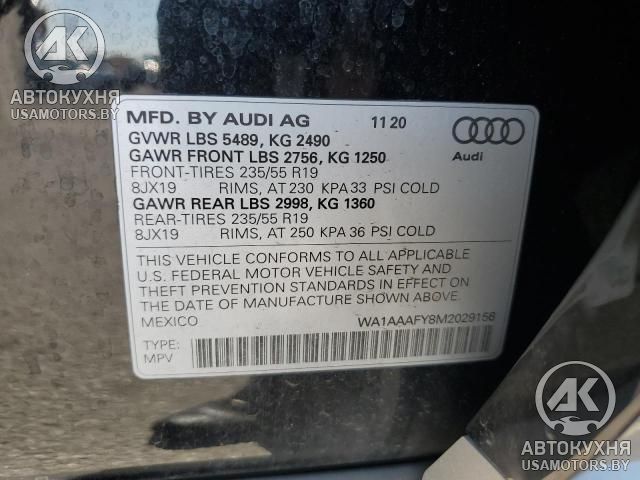 AK
АВТОКУХНЯ
USAMOTORS.BY
MFD. BY AUDI AG 11 20
GVWR LBS 5489, KG 2490
GAWR FRONT LBS 2756, KG 1250
FRONT-TIRES 235/55 R19
8JX19 RIMS, AT 230 KPA 33 PSI COLD
GAWR REAR LBS 2998, KG 1360
REAR-TIRES 235/55 R19
8JX19 RIMS, AT 250 KPA 36 PSI COLD
Audi
THIS VEHICLE CONFORMS TO ALL APPLICABLE
U.S. FEDERAL MOTOR VEHICLE SAFETY AND
THEFT PREVENTION STANDARDS IN EFFECT ON
THE DATE OF MANUFACTURE SHOWN ABOVE.
MEXICO WA1AAAFY8M2029156
TYPE:
MPV
AK
АВТОКУХНЯ
USAMOTORS.BY